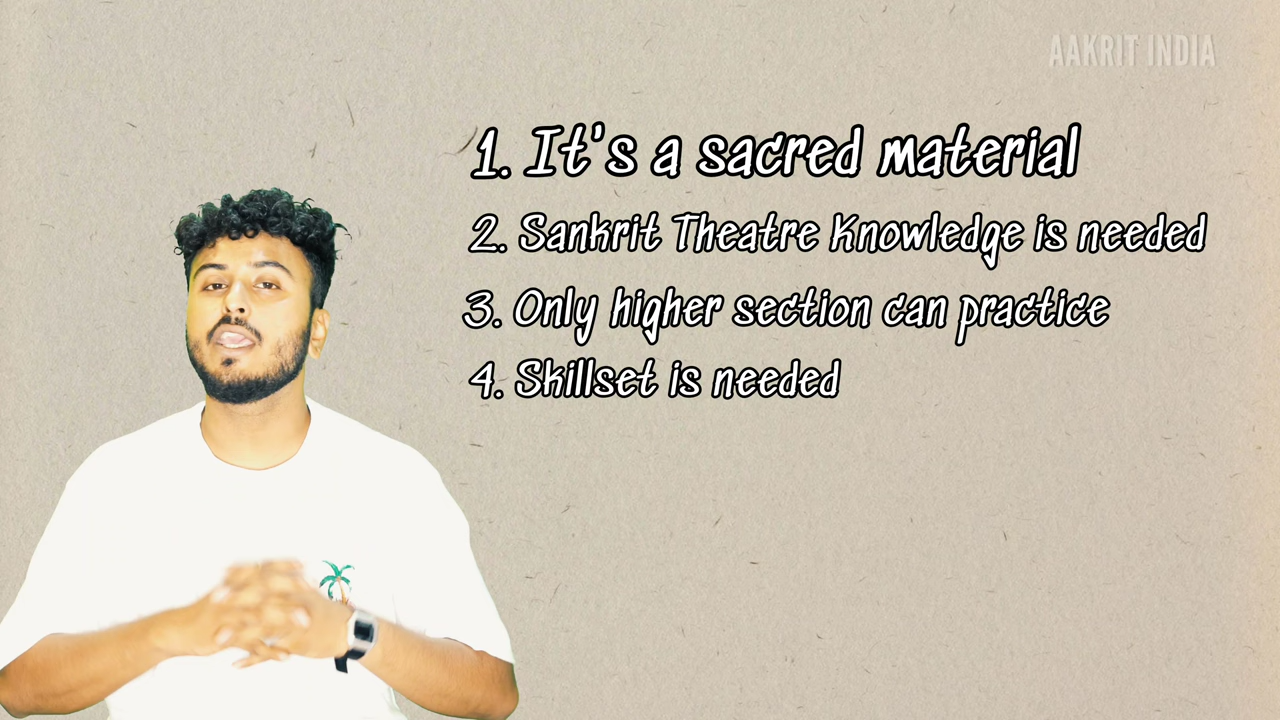 AAKRIT INDIA
1. It's a sacred material
2. Sankrit Theatre Knowledge is needed
3. Only higher section can practice
4. Skillset is needed